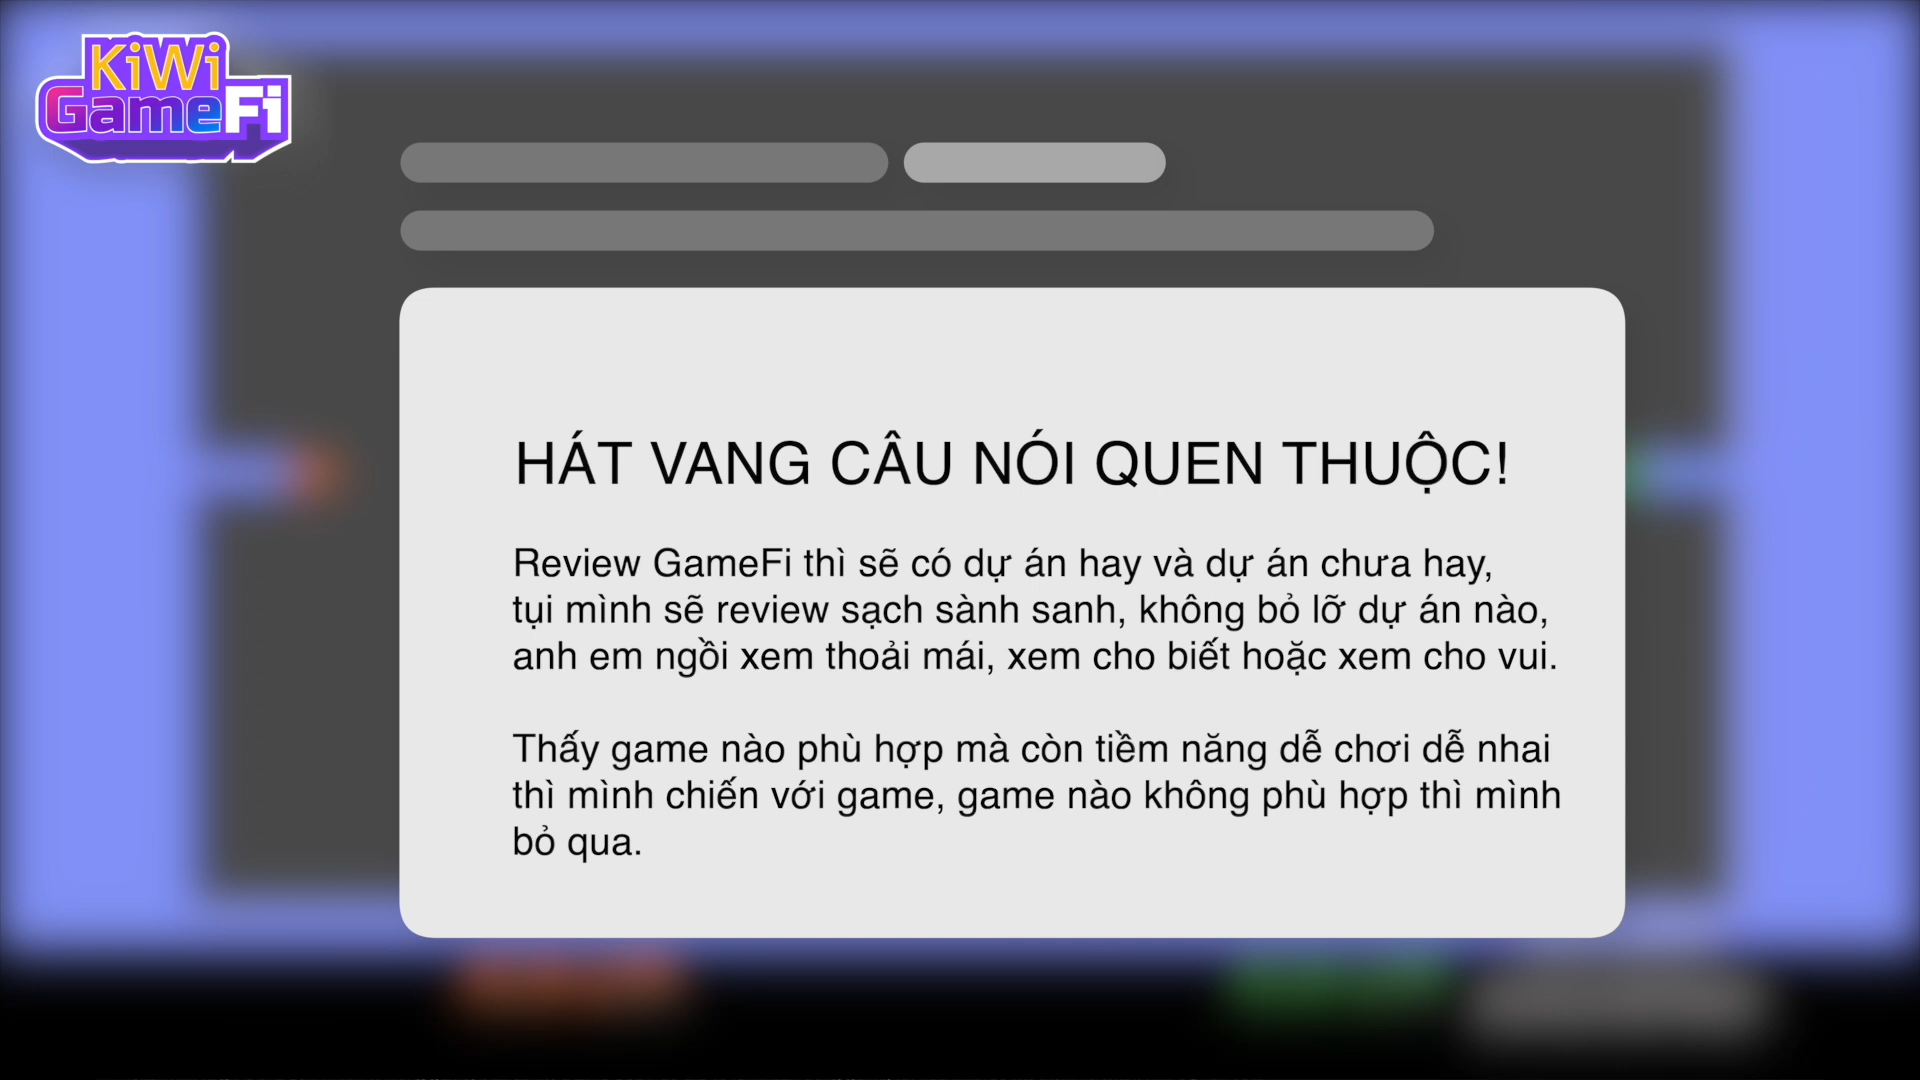 KiWi
GameFi
HÁT VANG CÂU NÓI QUEN THUỘC!
Review GameFi thì sẽ có dự án hay và dự án chưa hay,
tụi mình sẽ review sạch sành sanh, không bỏ lỡ dự án nào,
anh em ngồi xem thoải mái, xem cho biết hoặc xem cho vui.
Thấy game nào phù hợp mà còn tiềm năng dễ chơi dễ nhai
thì mình chiến với game, game nào không phù hợp thì mình
bỏ qua.